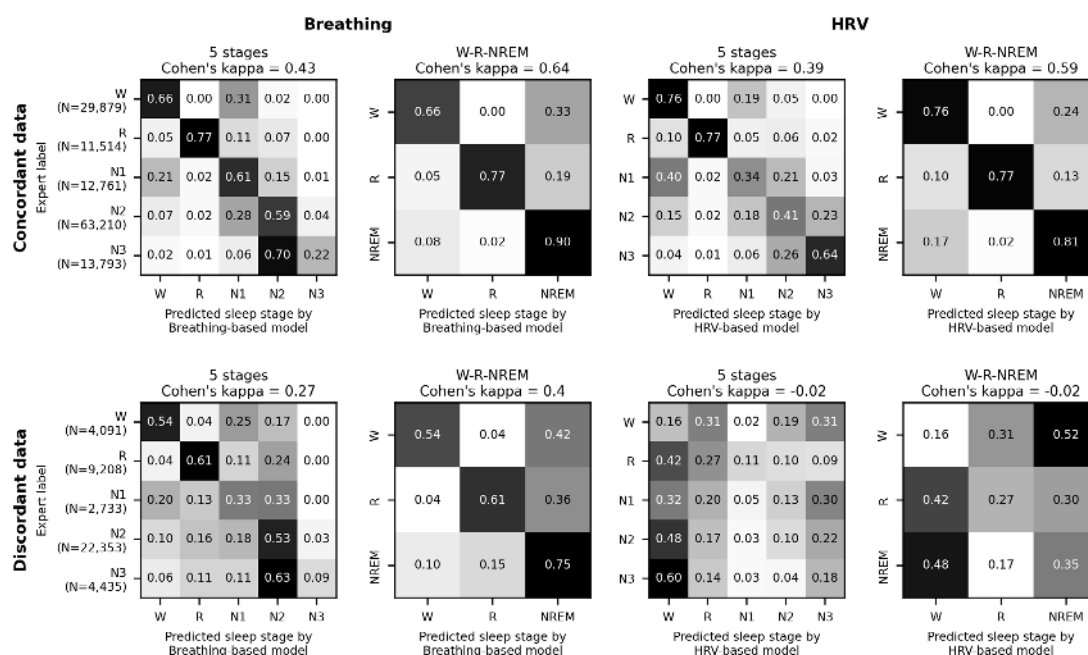 Breathing
HRV
Concordant data
Expert label
5 stages
Cohen's kappa = 0.43
W
(N=29,879)
R
(N=11,514)
N1
(N=12,761)
N2
(N=63,210)
N3
(N=13,793)
0.66 0.00 0.31 0.02 0.00
0.05 0.77 0.11 0.07 0.00
0.21 0.02 0.61 0.15 0.01
0.07 0.02 0.28 0.59 0.04
0.02 0.01 0.06 0.70 0.22
W R N1 N2 N3
Predicted sleep stage by
Breathing-based model
W-R-NREM
Cohen's kappa = 0.64
W
R
NREM
0.66 0.00 0.33
0.05 0.77 0.19
0.08 0.02 0.90
W R NREM
Predicted sleep stage by
Breathing-based model
5 stages
Cohen's kappa = 0.39
W
R
N1
N2
N3
0.76 0.00 0.19 0.05 0.00
0.10 0.77 0.05 0.06 0.02
0.40 0.02 0.34 0.21 0.03
0.15 0.02 0.18 0.41 0.23
0.04 0.01 0.06 0.26 0.64
W R N1 N2 N3
Predicted sleep stage by
HRV-based model
W-R-NREM
Cohen's kappa = 0.59
W
R
NREM
0.76 0.00 0.24
0.10 0.77 0.13
0.17 0.02 0.81
W R NREM
Predicted sleep stage by
HRV-based model
Discordant data
Expert label
5 stages
Cohen's kappa = 0.27
W
(N=4,091)
R
(N=9,208)
N1
(N=2,733)
N2
(N=22,353)
N3
(N=4,435)
0.54 0.04 0.25 0.17 0.00
0.04 0.61 0.11 0.24 0.00
0.20 0.13 0.33 0.33 0.00
0.10 0.16 0.18 0.53 0.03
0.06 0.11 0.11 0.63 0.09
W R N1 N2 N3
Predicted sleep stage by
Breathing-based model
W-R-NREM
Cohen's kappa = 0.4
W
R
NREM
0.54 0.04 0.42
0.04 0.61 0.36
0.10 0.15 0.75
W R NREM
Predicted sleep stage by
Breathing-based model
5 stages
Cohen's kappa = -0.02
W
R
N1
N2
N3
0.16 0.31 0.02 0.19 0.31
0.42 0.27 0.11 0.10 0.09
0.32 0.20 0.05 0.13 0.30
0.48 0.17 0.03 0.10 0.22
0.60 0.14 0.03 0.04 0.18
W R N1 N2 N3
Predicted sleep stage by
HRV-based model
W-R-NREM
Cohen's kappa = -0.02
W
R
NREM
0.16 0.31 0.52
0.42 0.27 0.30
0.48 0.17 0.35
W R NREM
Predicted sleep stage by
HRV-based model